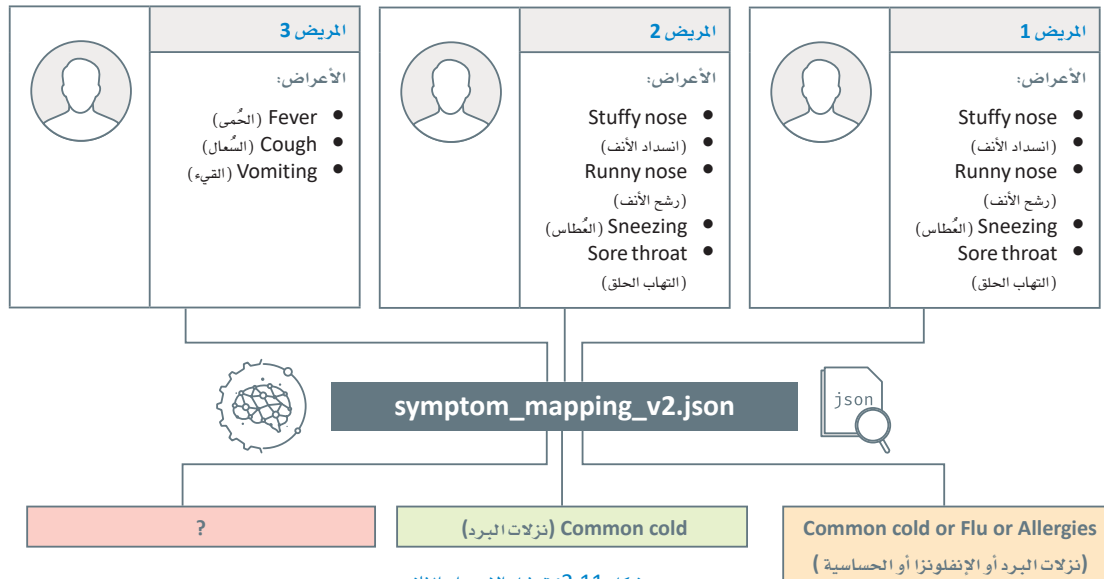 المريض 1
الأعراض:
Stuffy nose
(انسداد الأنف)
Runny nose
(رشح الأنف)
Sneezing (العُطاس)
Sore throat
(التهاب الحلق)
المريض 2
الأعراض:
Stuffy nose
(انسداد الأنف)
Runny nose
(رشح الأنف)
Sneezing (العُطاس)
Sore throat
(التهاب الحلق)
المريض 3
الأعراض:
Fever (الحُمى)
Cough (السُعال)
Vomiting (القيء)
symptom_mapping_v2.json
json
Common cold or Flu or Allergies
(نزلات البرد أو الإنفلونزا أو الحساسية )
Common cold (نزلات البرد)
?